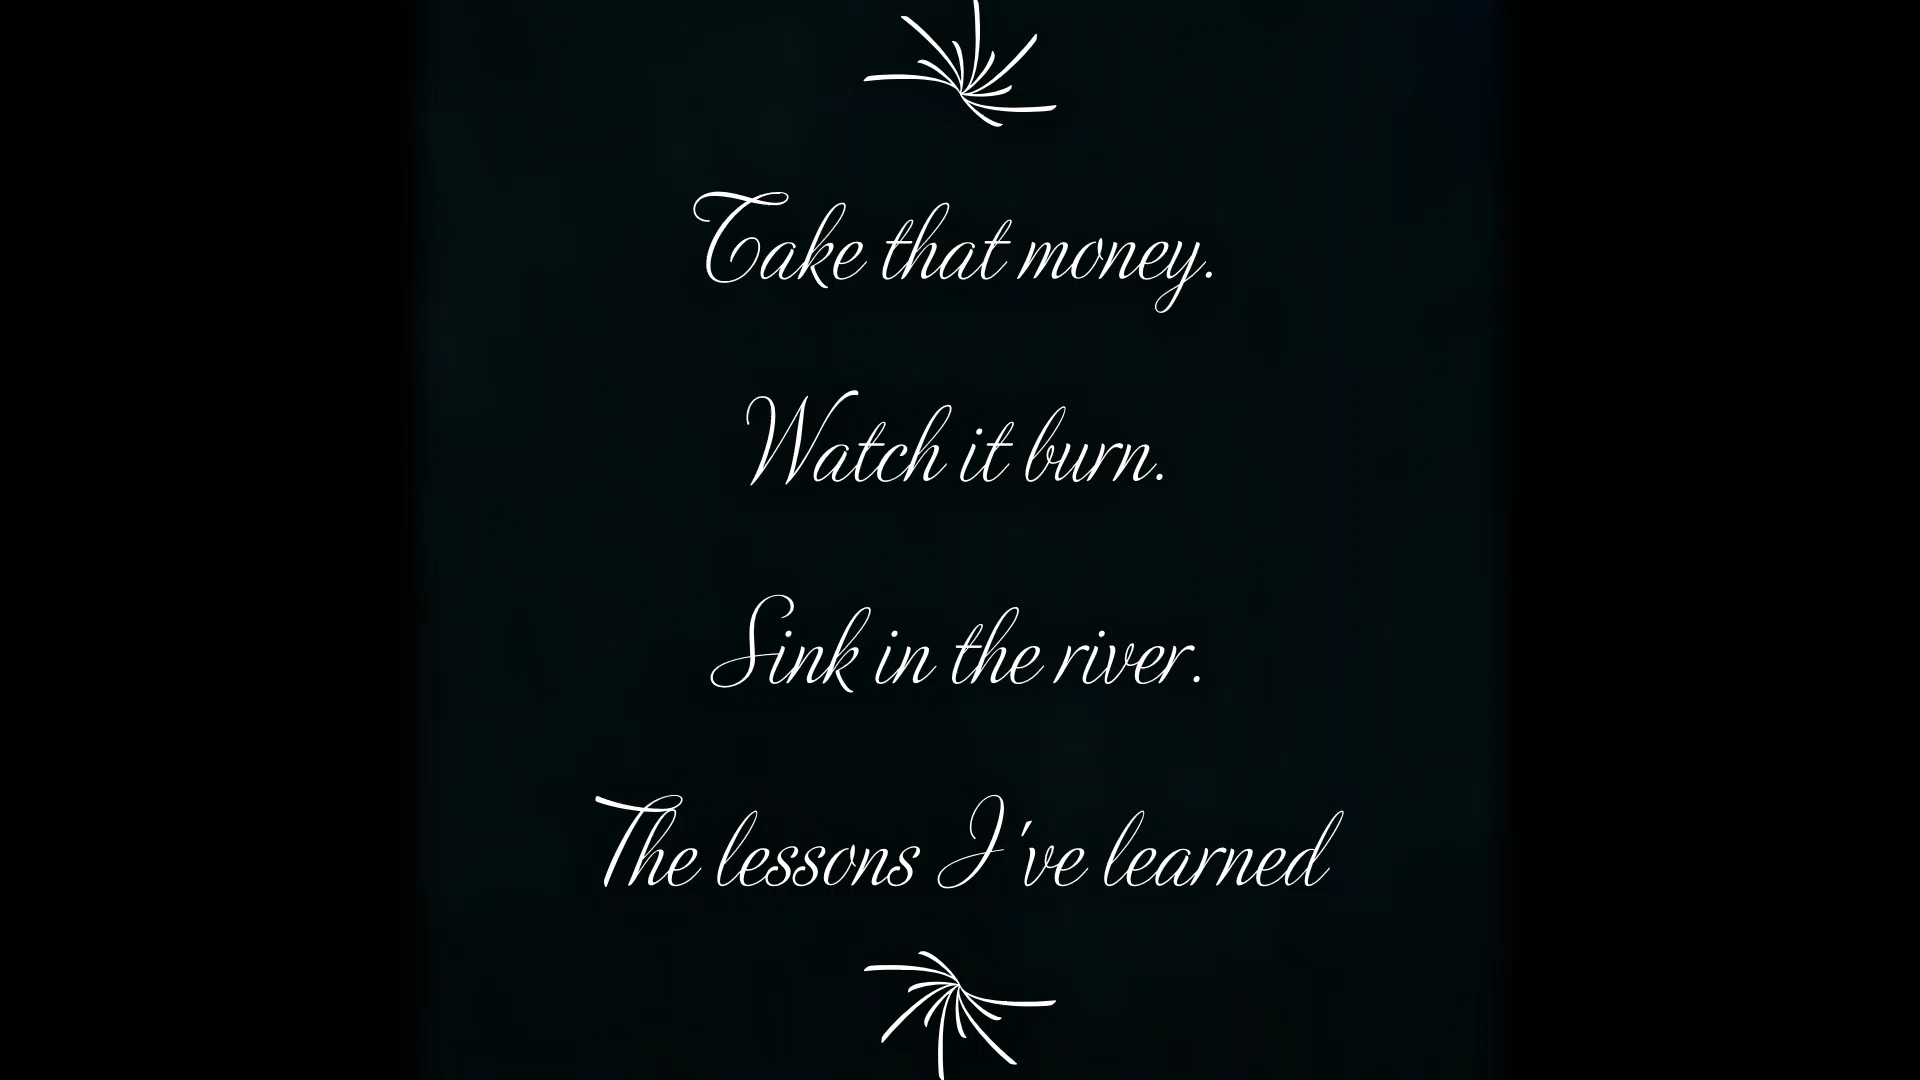 Take that money.
Watch it burn.
Sink in the river.
The lessons I've learned